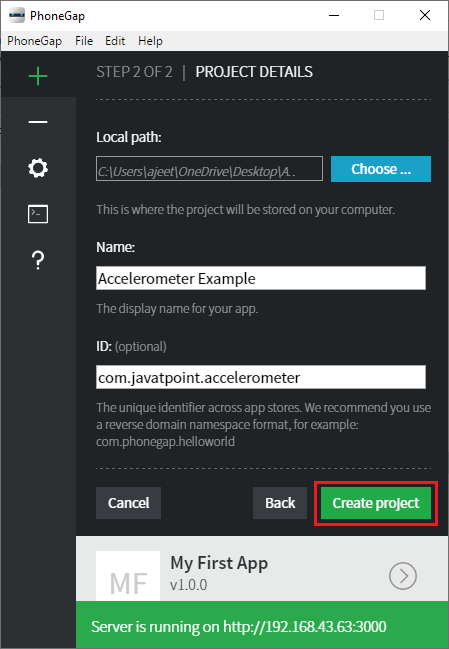 PhoneGap
PhoneGap File Edit Help
STEP 2 OF 2 | PROJECT DETAILS
Local path:
C:\Users\ajeet\OneDrive\Desktop\A..
Choose ...
This is where the project will be stored on your computer.
Name:
Accelerometer Example
The display name for your app.
ID: (optional)
com.javatpoint.accelerometer
The unique identifier across app stores. We recommend you use
a reverse domain namespace format, for example:
com.phonegap.helloworld
Cancel Back Create project
MF
My First App
v1.0.0
Server is running on http://192.168.43.63:3000